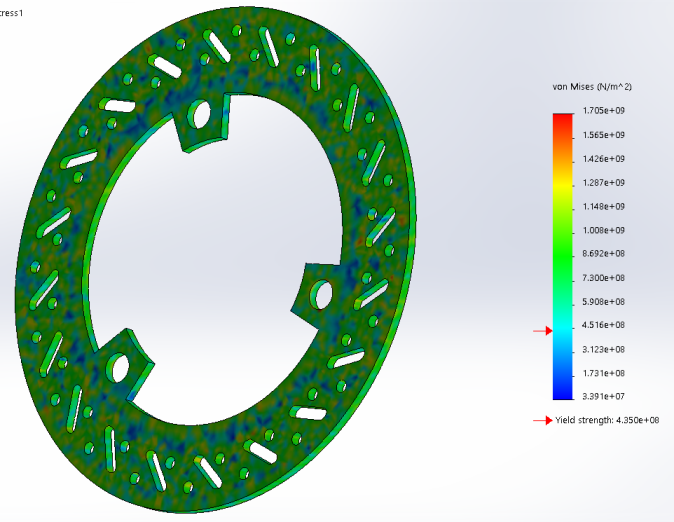 von Mises (N/m^2)
1.705e+09
1.565e+09
1.426e+09
1.287e+09
1.148e+09
1.009e+09
8.692e+08
7.300e+08
5.908e+08
4.516e+08
3.123e+08
1.731e+08
3.391e+07
Yield strength: 4.350e+08